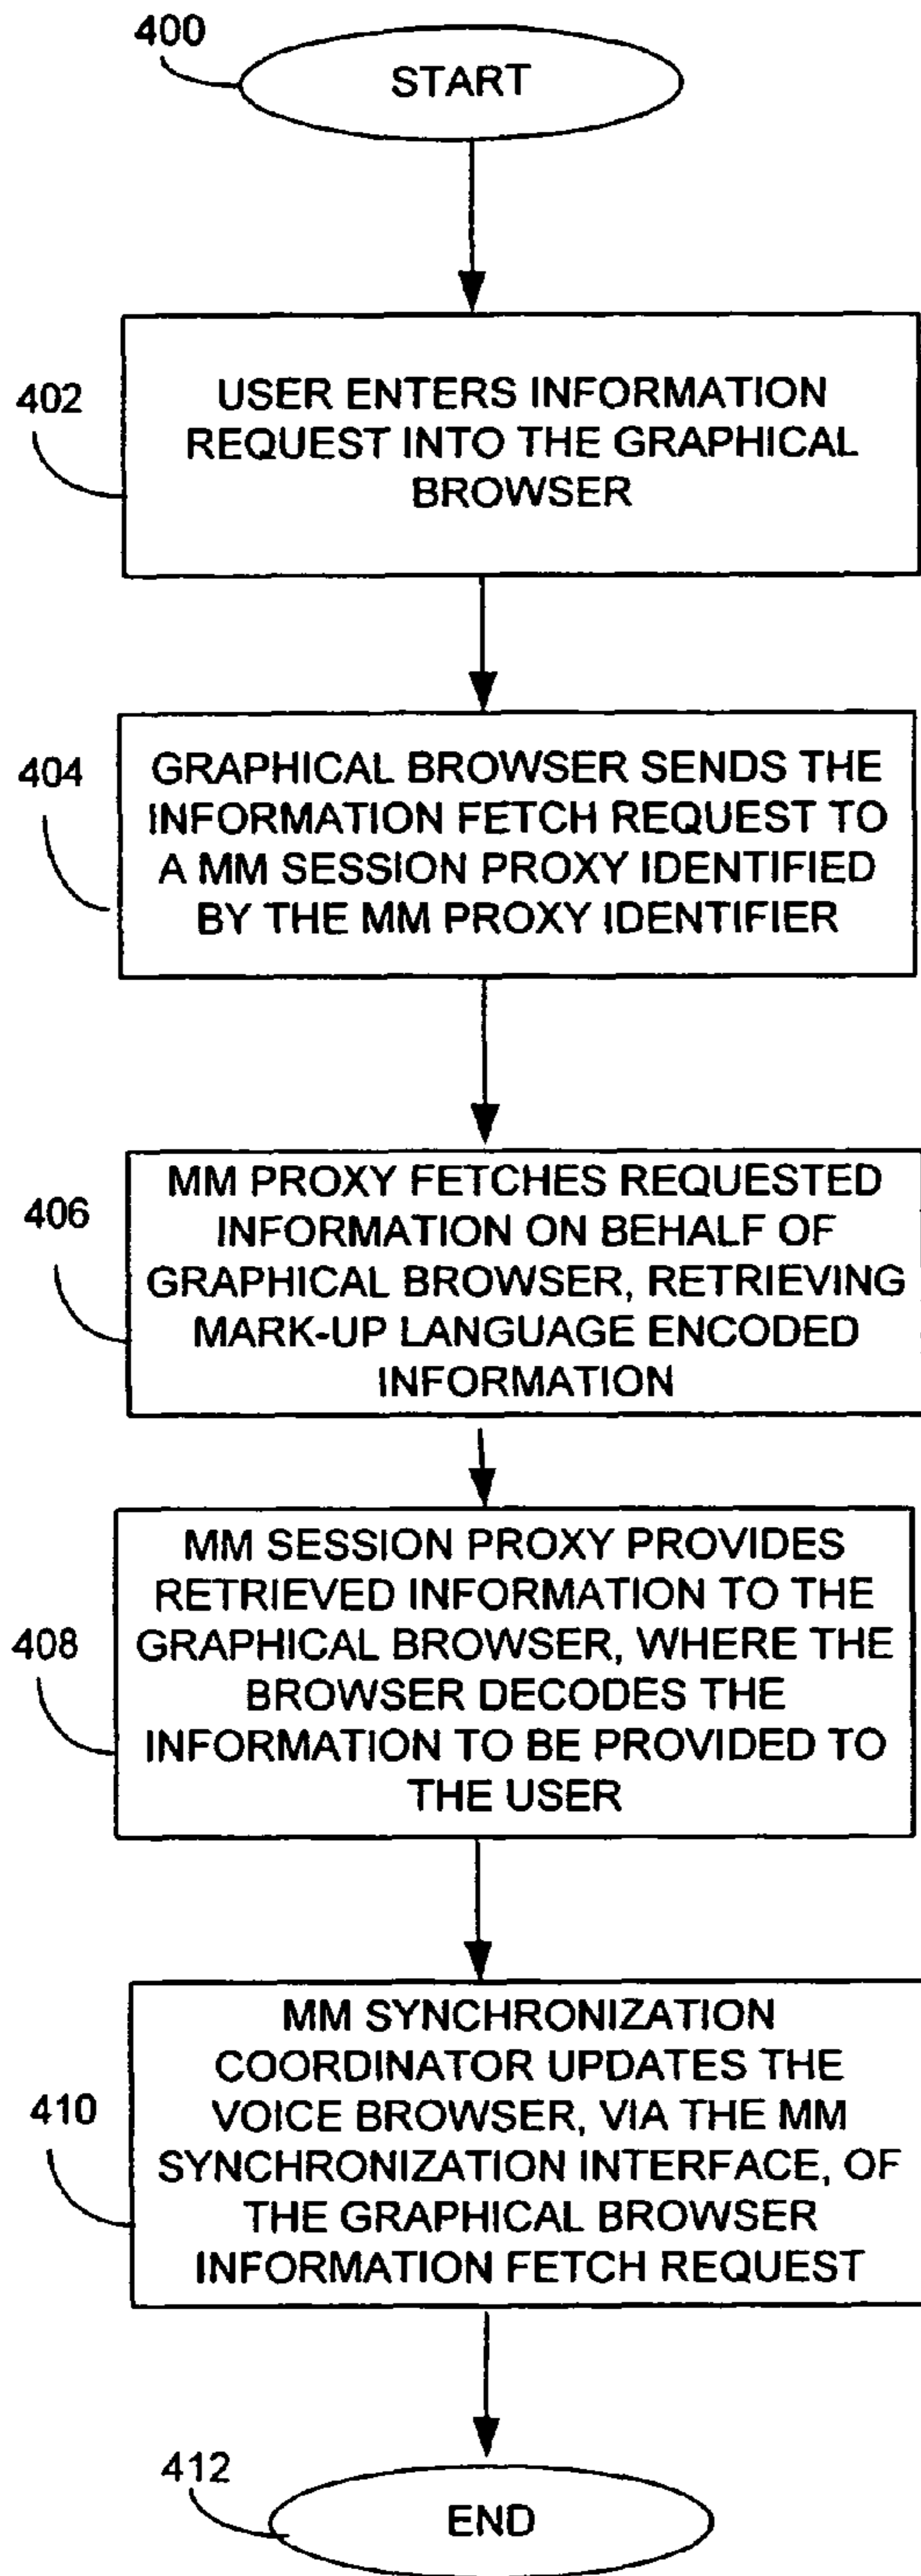 400
START
402
USER ENTERS INFORMATION
REQUEST INTO THE GRAPHICAL
BROWSER
404
GRAPHICAL BROWSER SENDS THE
INFORMATION FETCH REQUEST TO
A MM SESSION PROXY IDENTIFIED
BY THE MM PROXY IDENTIFIER
406
MM PROXY FETCHES REQUESTED
INFORMATION ON BEHALF OF
GRAPHICAL BROWSER, RETRIEVING
MARK-UP LANGUAGE ENCODED
INFORMATION
408
MM SESSION PROXY PROVIDES
RETRIEVED INFORMATION TO THE
GRAPHICAL BROWSER, WHERE THE
BROWSER DECODES THE
INFORMATION TO BE PROVIDED TO
THE USER
410
MM SYNCHRONIZATION
COORDINATOR UPDATES THE
VOICE BROWSER, VIA THE MM
SYNCHRONIZATION INTERFACE, OF
THE GRAPHICAL BROWSER
INFORMATION FETCH REQUEST
412
END